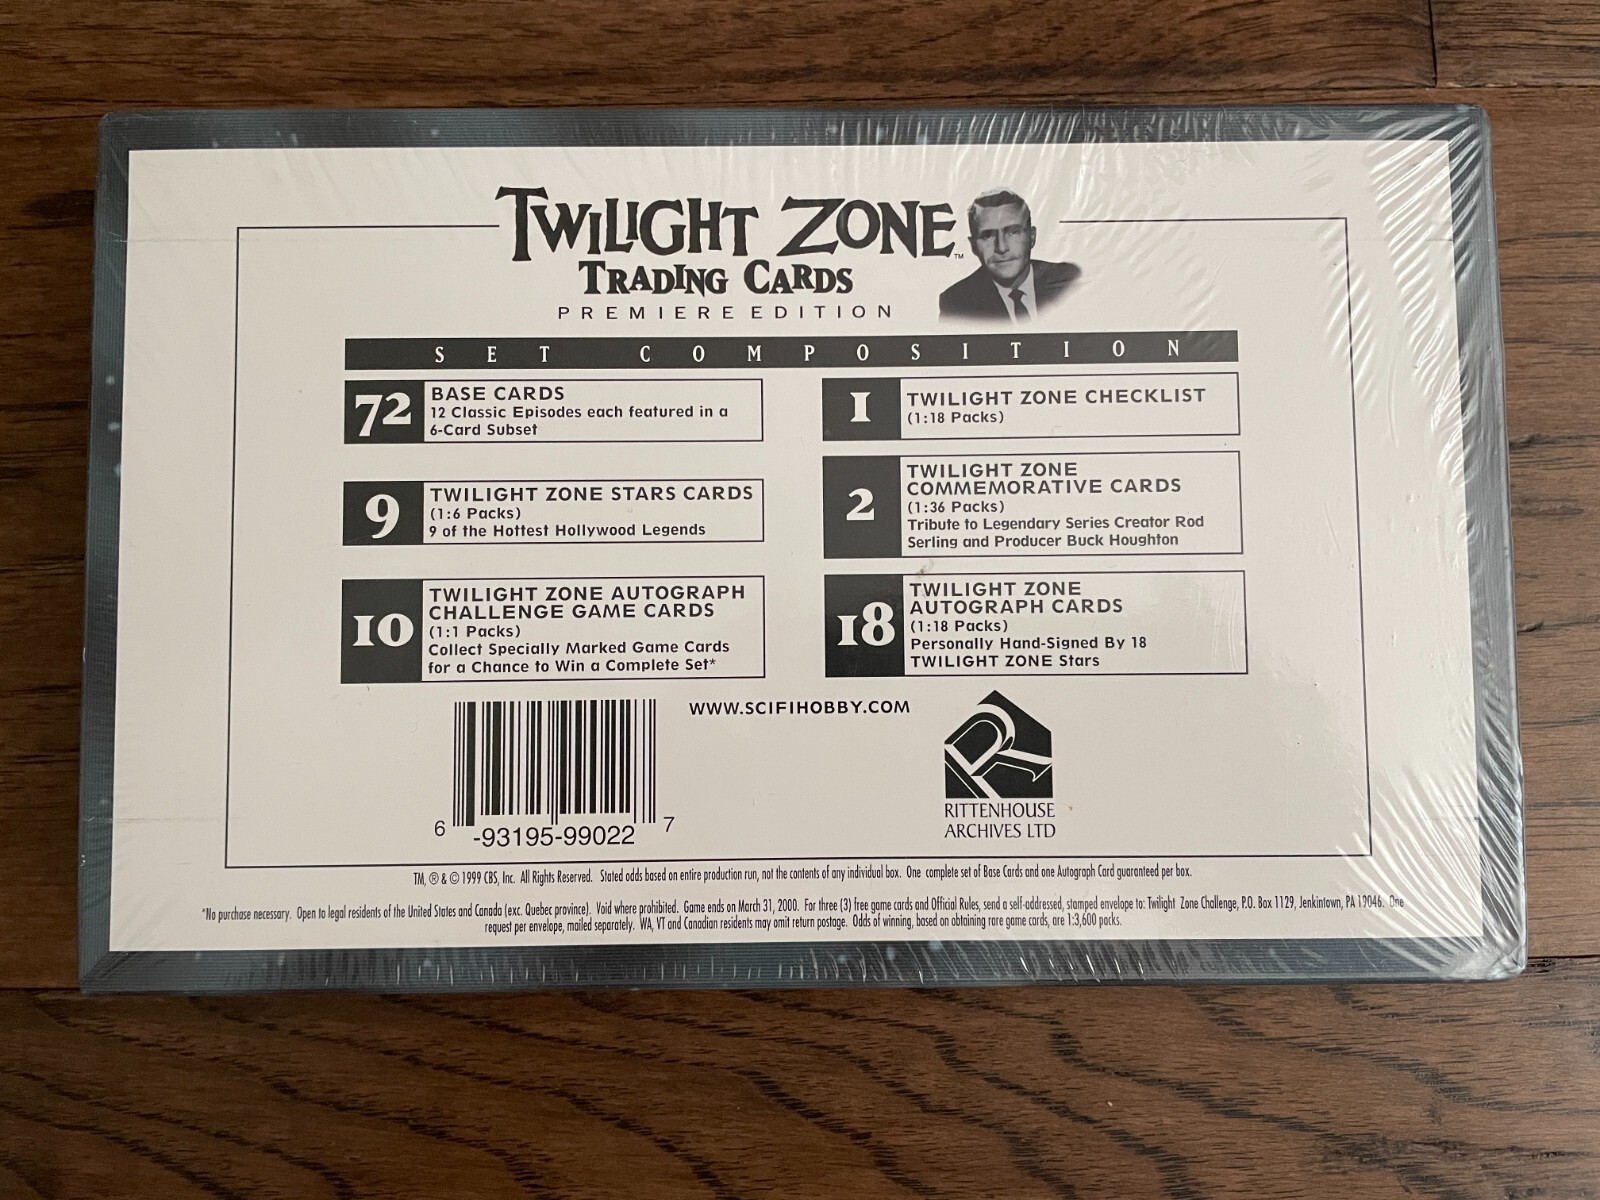 TWILIGHT ZONE™
TRADING CARDS
PREMIERE EDITION
SET COMPOSITION
72
BASE CARDS
12 Classic Episodes each featured in a
6-Card Subset
1
TWILIGHT ZONE CHECKLIST
(1:18 Packs)
9
TWILIGHT ZONE STARS CARDS
(1:6 Packs)
9 of the Hottest Hollywood Legends
2
TWILIGHT ZONE
COMMEMORATIVE CARDS
(1:36 Packs)
Tribute to Legendary Series Creator Rod
Serling and Producer Buck Houghton
10
TWILIGHT ZONE AUTOGRAPH
CHALLENGE GAME CARDS
(1:1 Packs)
Collect Specially Marked Game Cards
for a Chance to Win a Complete Set*
18
TWILIGHT ZONE
AUTOGRAPH CARDS
(1:18 Packs)
Personally Hand-Signed By 18
TWILIGHT ZONE Stars
WWW.SCIFIHOBBY.COM
6 -93195-99022 7
R
RITTENHOUSE
ARCHIVES LTD
TM, ® & © 1999 CBS, Inc. All Rights Reserved. Stated odds based on entire production run, not the contents of any individual box. One complete set of Base Cards and one Autograph Card guaranteed per box.
*No purchase necessary. Open to legal residents of the United States and Canada (exc. Quebec province). Void where prohibited. Game ends on March 31, 2000. For three (3) free game cards and Official Rules, send a self-addressed, stamped envelope to: Twilight Zone Challenge, P.O. Box 1129, Jenkintown, PA 19046. One
request per envelope, mailed separately. WA, VT and Canadian residents may omit return postage. Odds of winning, based on obtaining rare game cards, are 1:3,600 packs.